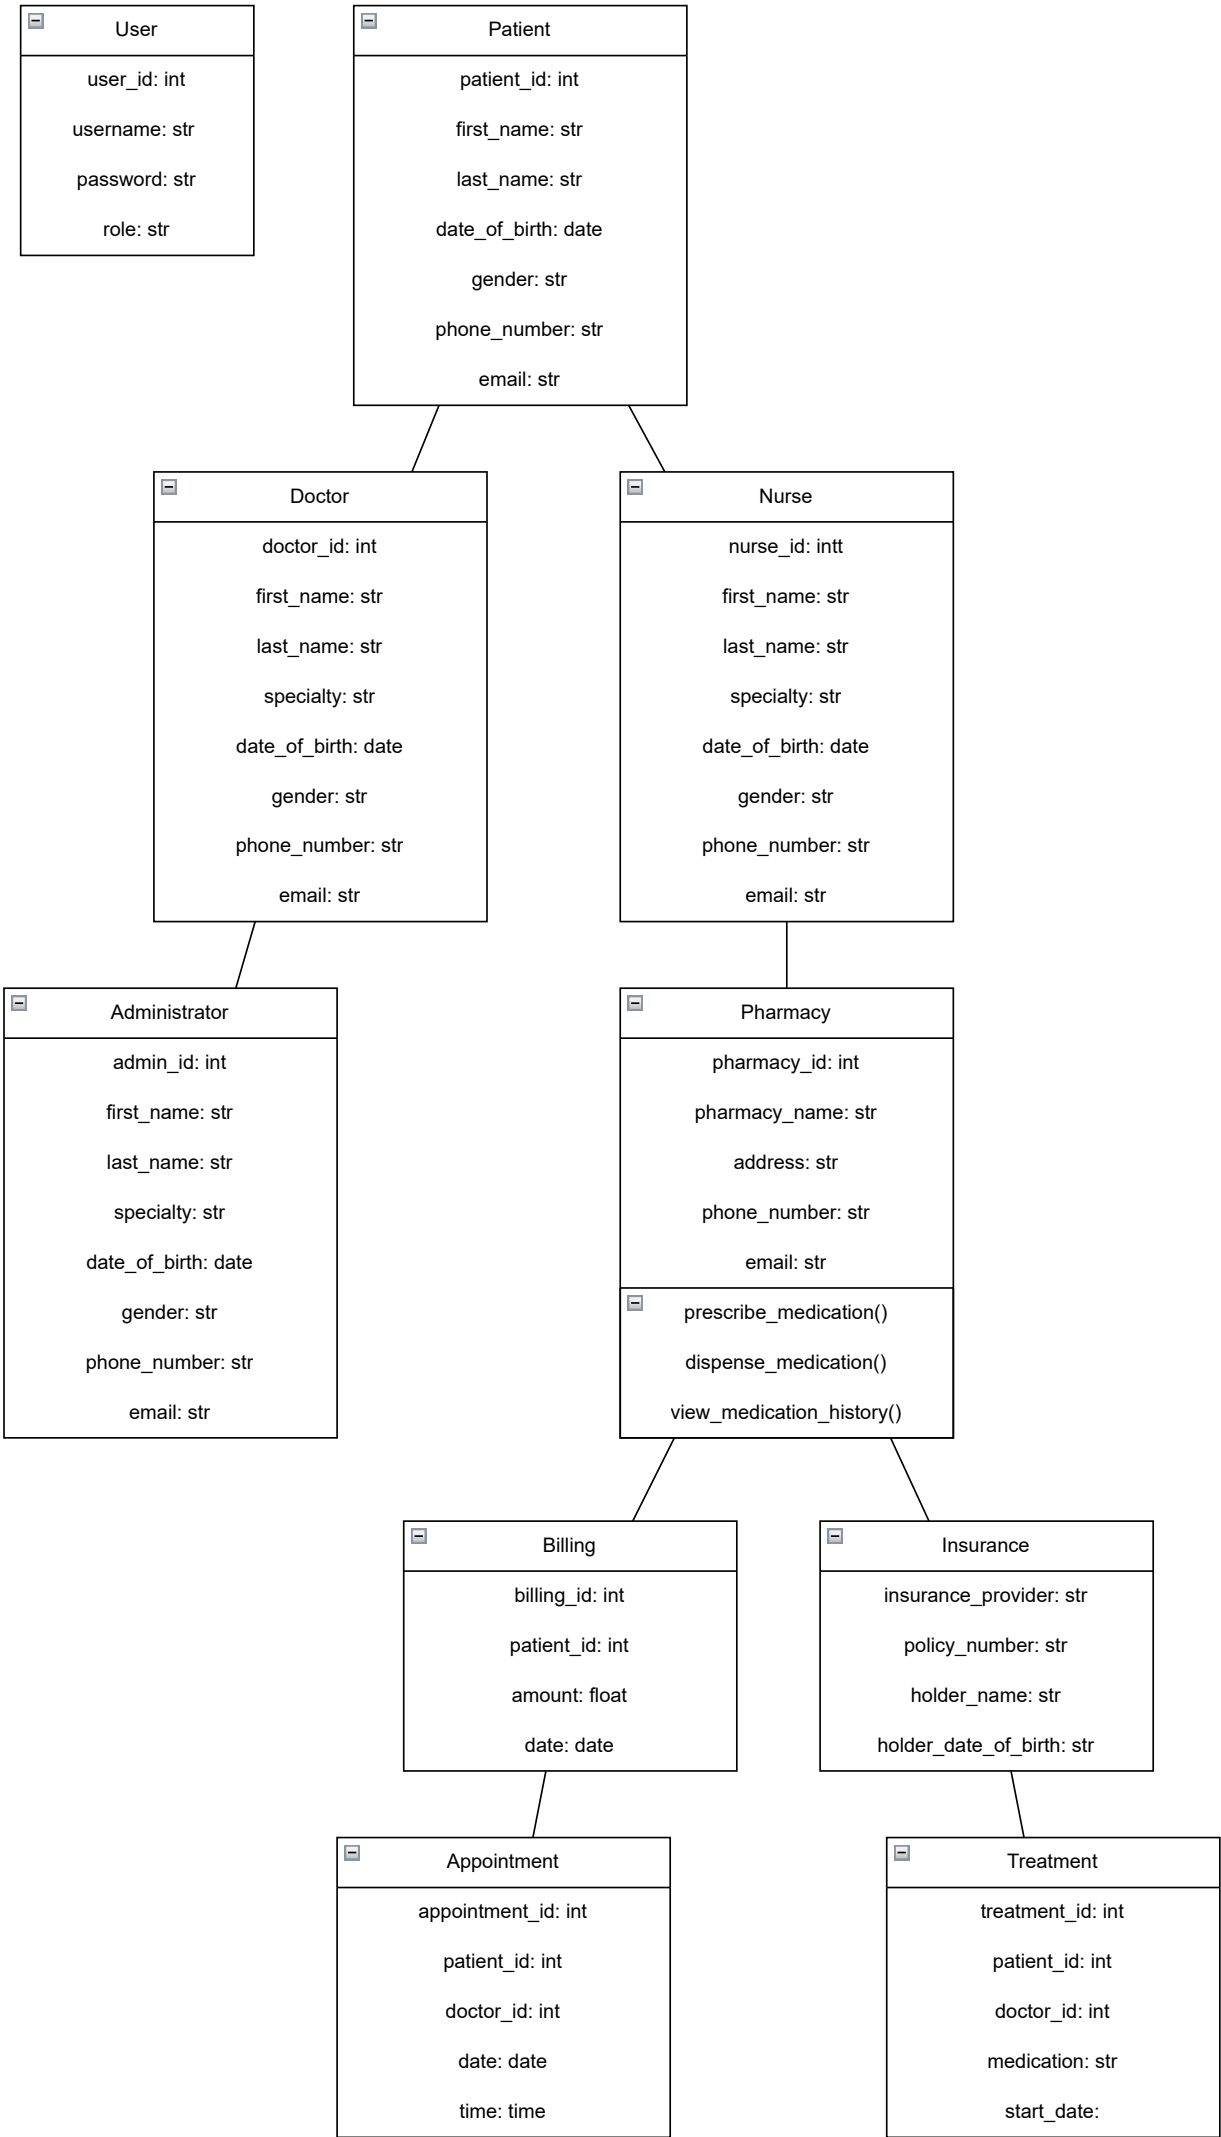 User
user_id: int
username: str
password: str
role: str
Patient
patient_id: int
first_name: str
last_name: str
date_of_birth: date
gender: str
phone_number: str
email: str
Doctor
doctor_id: int
first_name: str
last_name: str
specialty: str
date_of_birth: date
gender: str
phone_number: str
email: str
Nurse
nurse_id: intt
first_name: str
last_name: str
specialty: str
date_of_birth: date
gender: str
phone_number: str
email: str
Administrator
admin_id: int
first_name: str
last_name: str
specialty: str
date_of_birth: date
gender: str
phone_number: str
email: str
Pharmacy
pharmacy_id: int
pharmacy_name: str
address: str
phone_number: str
email: str
prescribe_medication()
dispense_medication()
view_medication_history()
Billing
billing_id: int
patient_id: int
amount: float
date: date
Insurance
insurance_provider: str
policy_number: str
holder_name: str
holder_date_of_birth: str
Appointment
appointment_id: int
patient_id: int
doctor_id: int
date: date
time: time
Treatment
treatment_id: int
patient_id: int
doctor_id: int
medication: str
start_date: